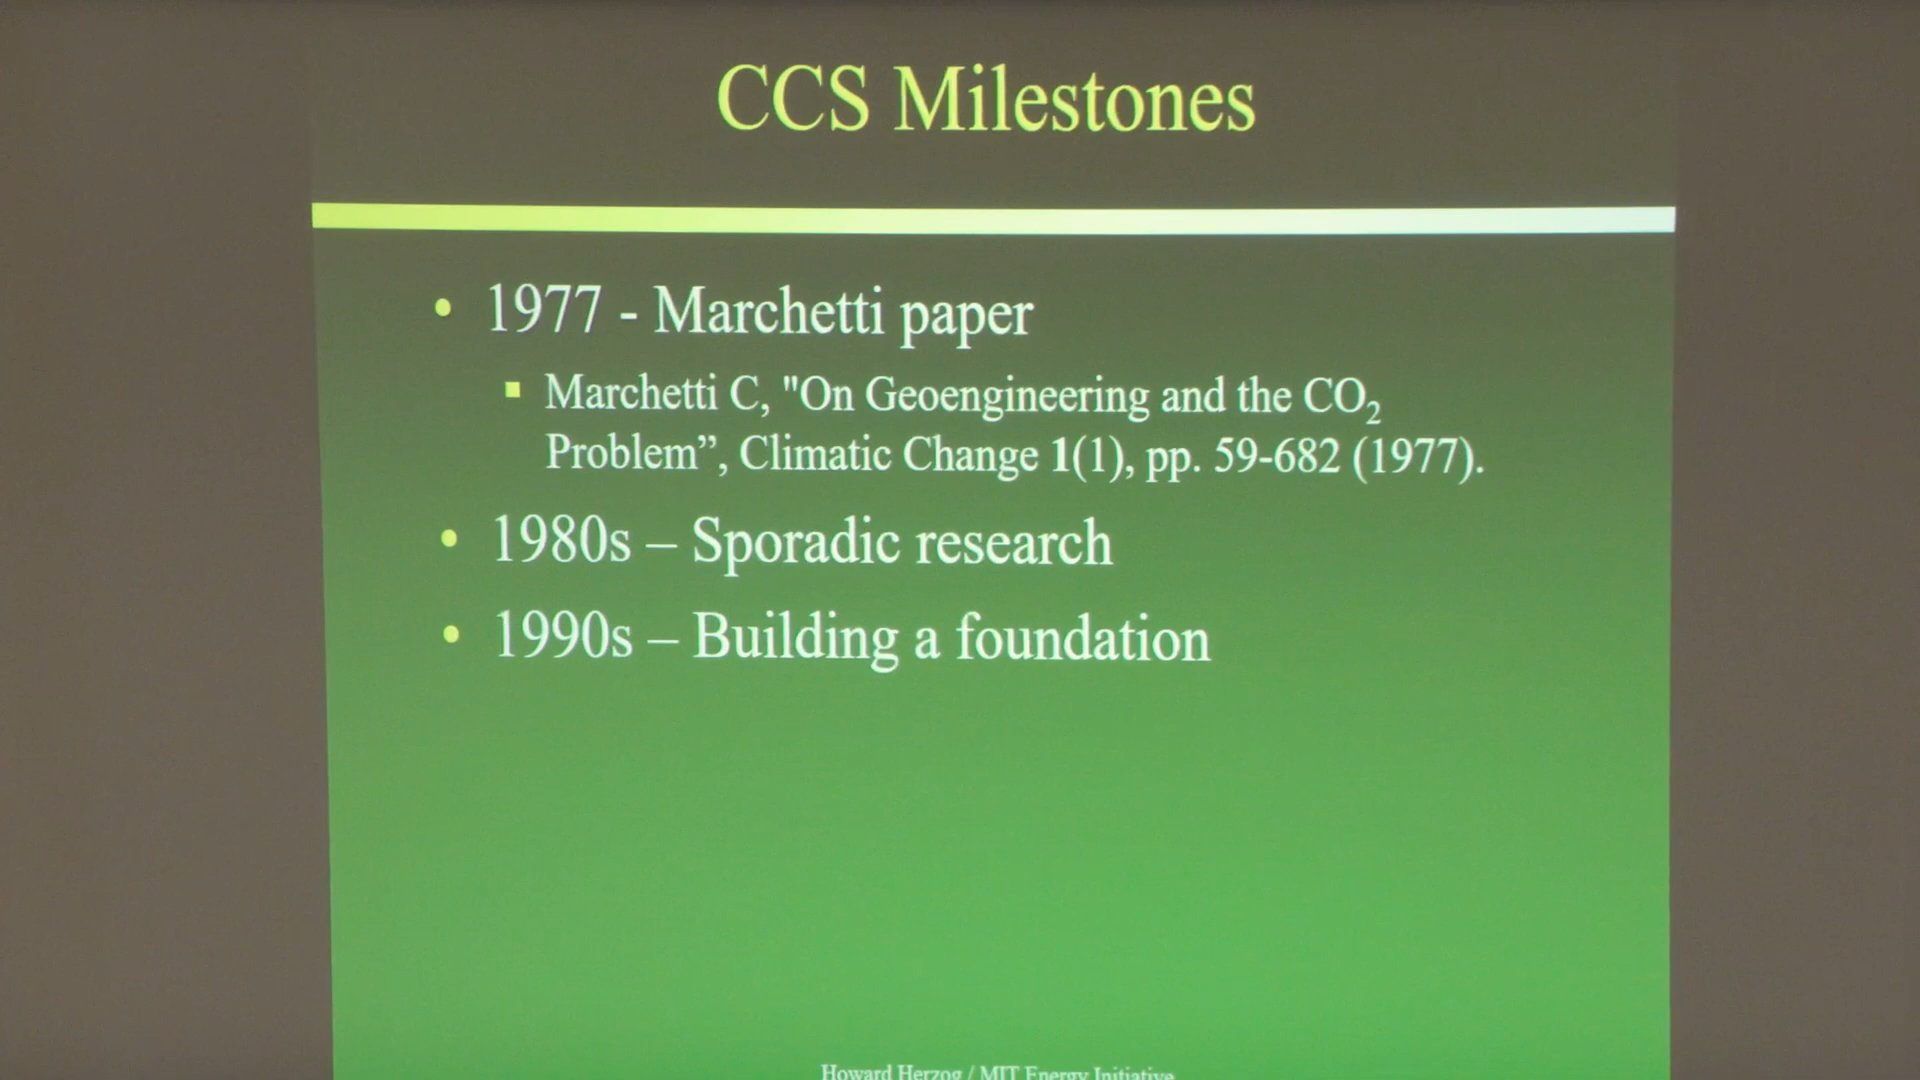 CCS Milestones
• 1977 - Marchetti paper
▪ Marchetti C, "On Geoengineering and the CO₂
Problem”, Climatic Change 1(1), pp. 59-682 (1977).
• 1980s – Sporadic research
• 1990s – Building a foundation
Howard Herzog / MIT Energy Initiative